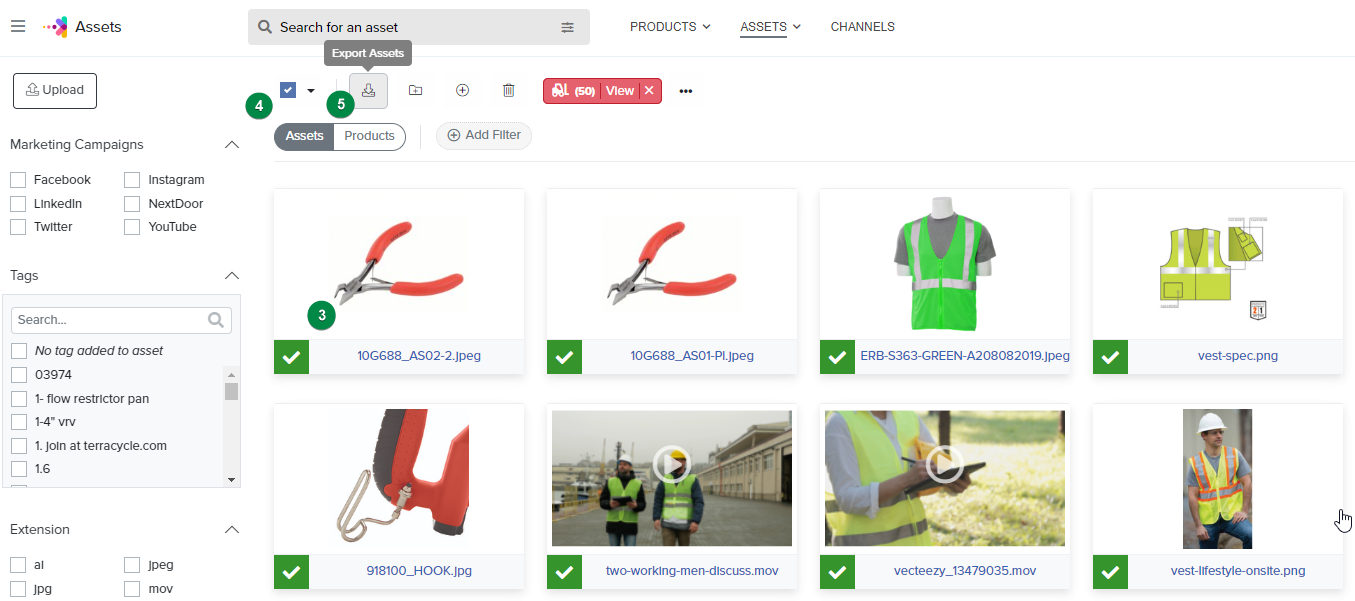 Assets
Search for an asset
PRODUCTS
ASSETS
CHANNELS
Export Assets
Upload
4
5
(50) View
Assets
Products
Add Filter
Marketing Campaigns
Facebook
Instagram
LinkedIn
NextDoor
Twitter
YouTube
Tags
Search...
No tag added to asset
03974
1- flow restrictor pan
1-4" vrv
1. join at terracycle.com
1.6
Extension
ai
jpeg
jpg
mov
3
10G688_AS02-2.jpeg
10G688_AS01-PI.jpeg
ERB-S363-GREEN-A208082019.jpeg
vest-spec.png
918100_HOOK.jpg
two-working-men-discuss.mov
vecteezy_13479035.mov
vest-lifestyle-onsite.png